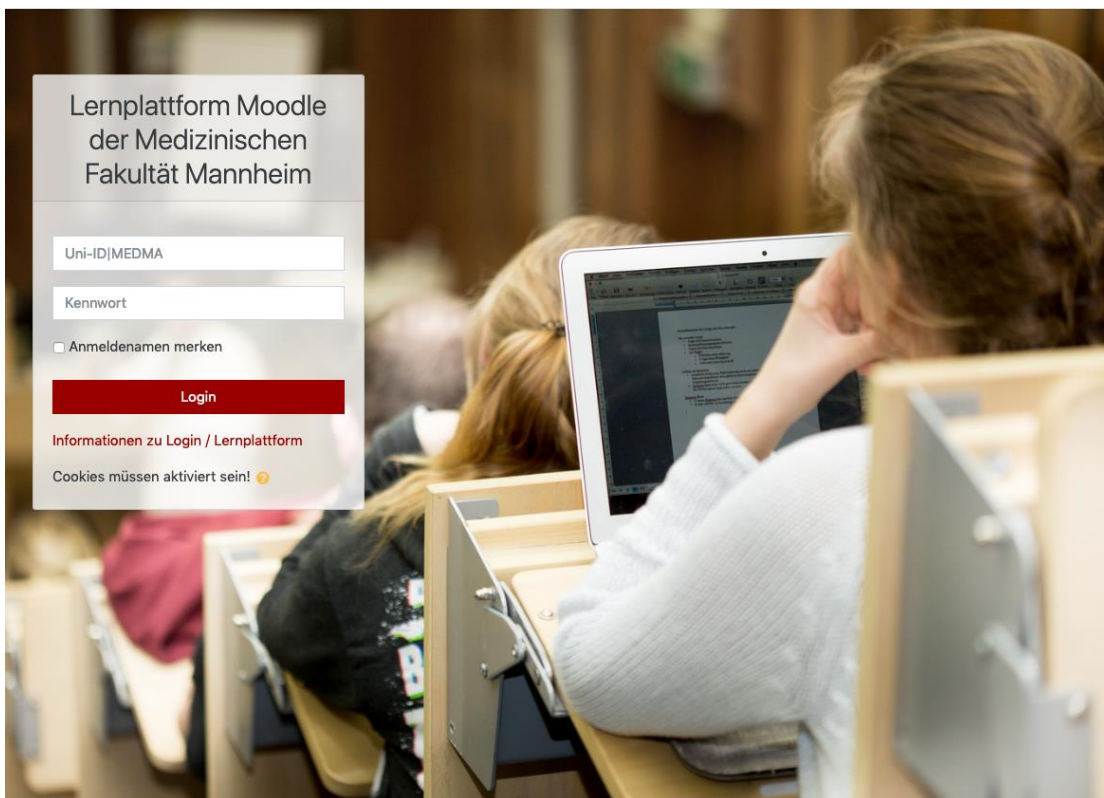 Lernplattform Moodle
der Medizinischen
Fakultät Mannheim
Uni-ID|MEDMA
Kennwort
Anmeldenamen merken
Login
Informationen zu Login / Lernplattform
Cookies müssen aktiviert sein! ?